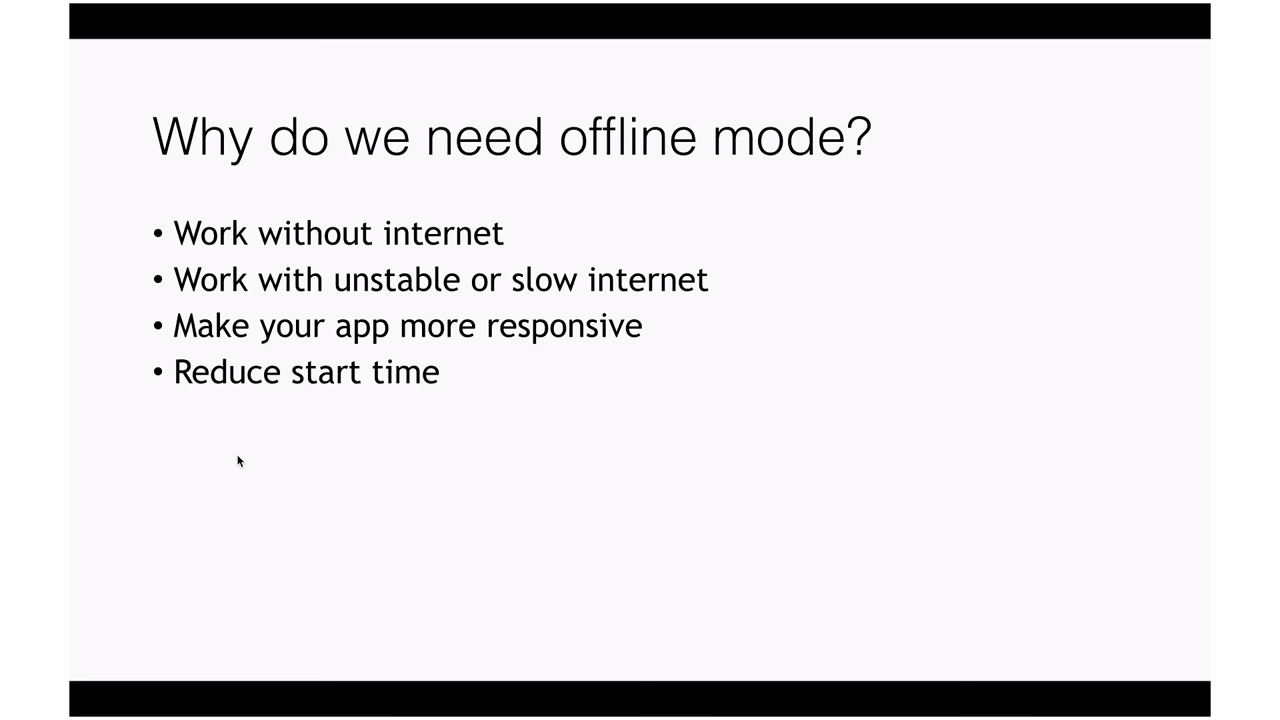 Why do we need offline mode?
• Work without internet
• Work with unstable or slow internet
• Make your app more responsive
• Reduce start time